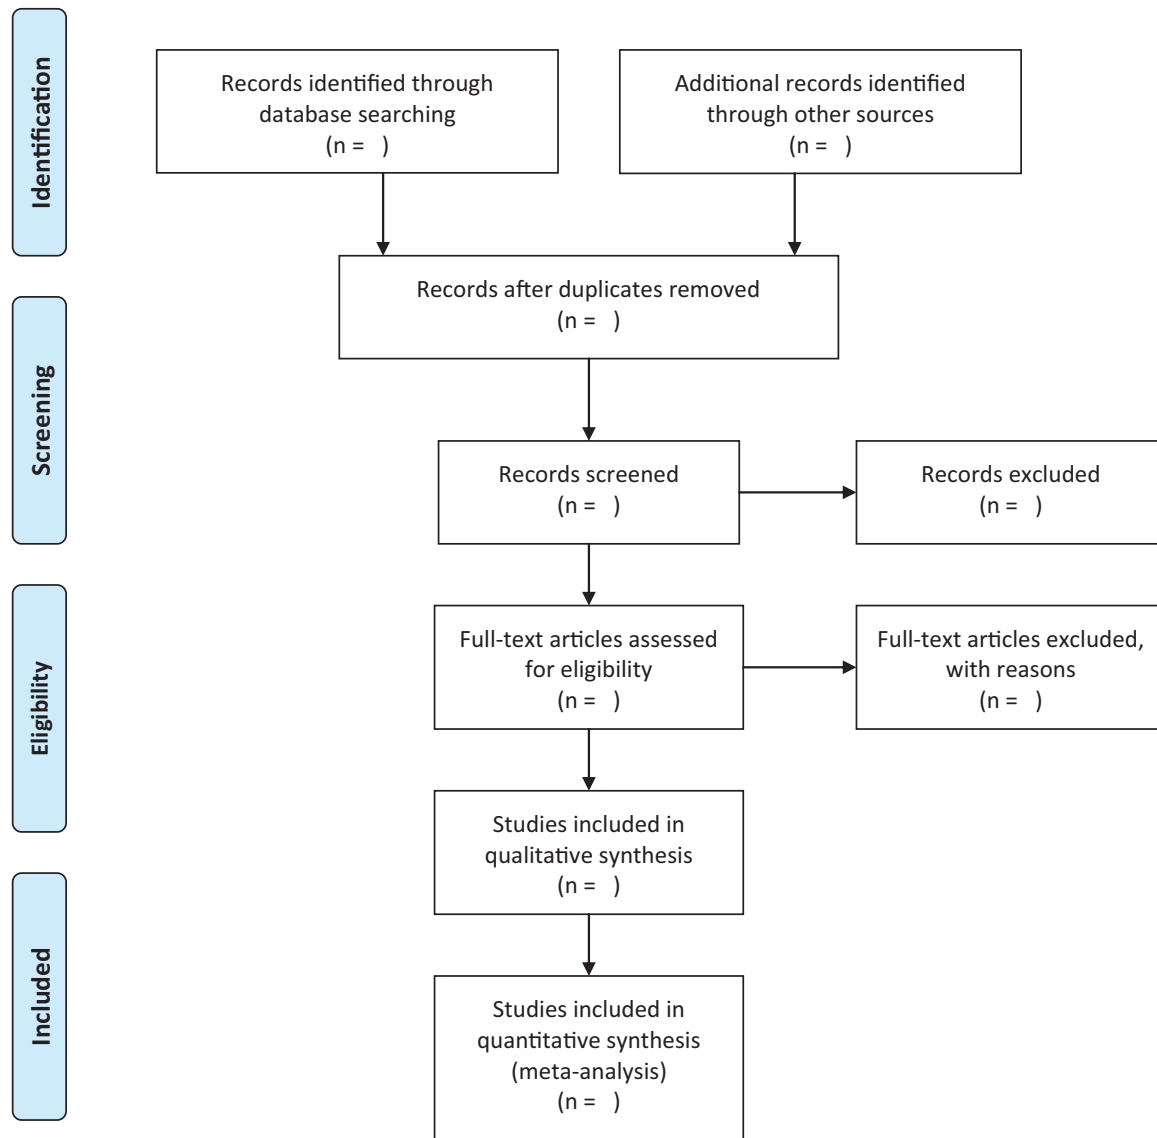 Identification
Records identified through
database searching
(n =   )
Additional records identified
through other sources
(n =   )
Records after duplicates removed
(n =   )
Screening
Records screened
(n =   )
Records excluded
(n =   )
Eligibility
Full-text articles assessed
for eligibility
(n =   )
Full-text articles excluded,
with reasons
(n =   )
Studies included in
qualitative synthesis
(n =   )
Included
Studies included in
quantitative synthesis
(meta-analysis)
(n =   )